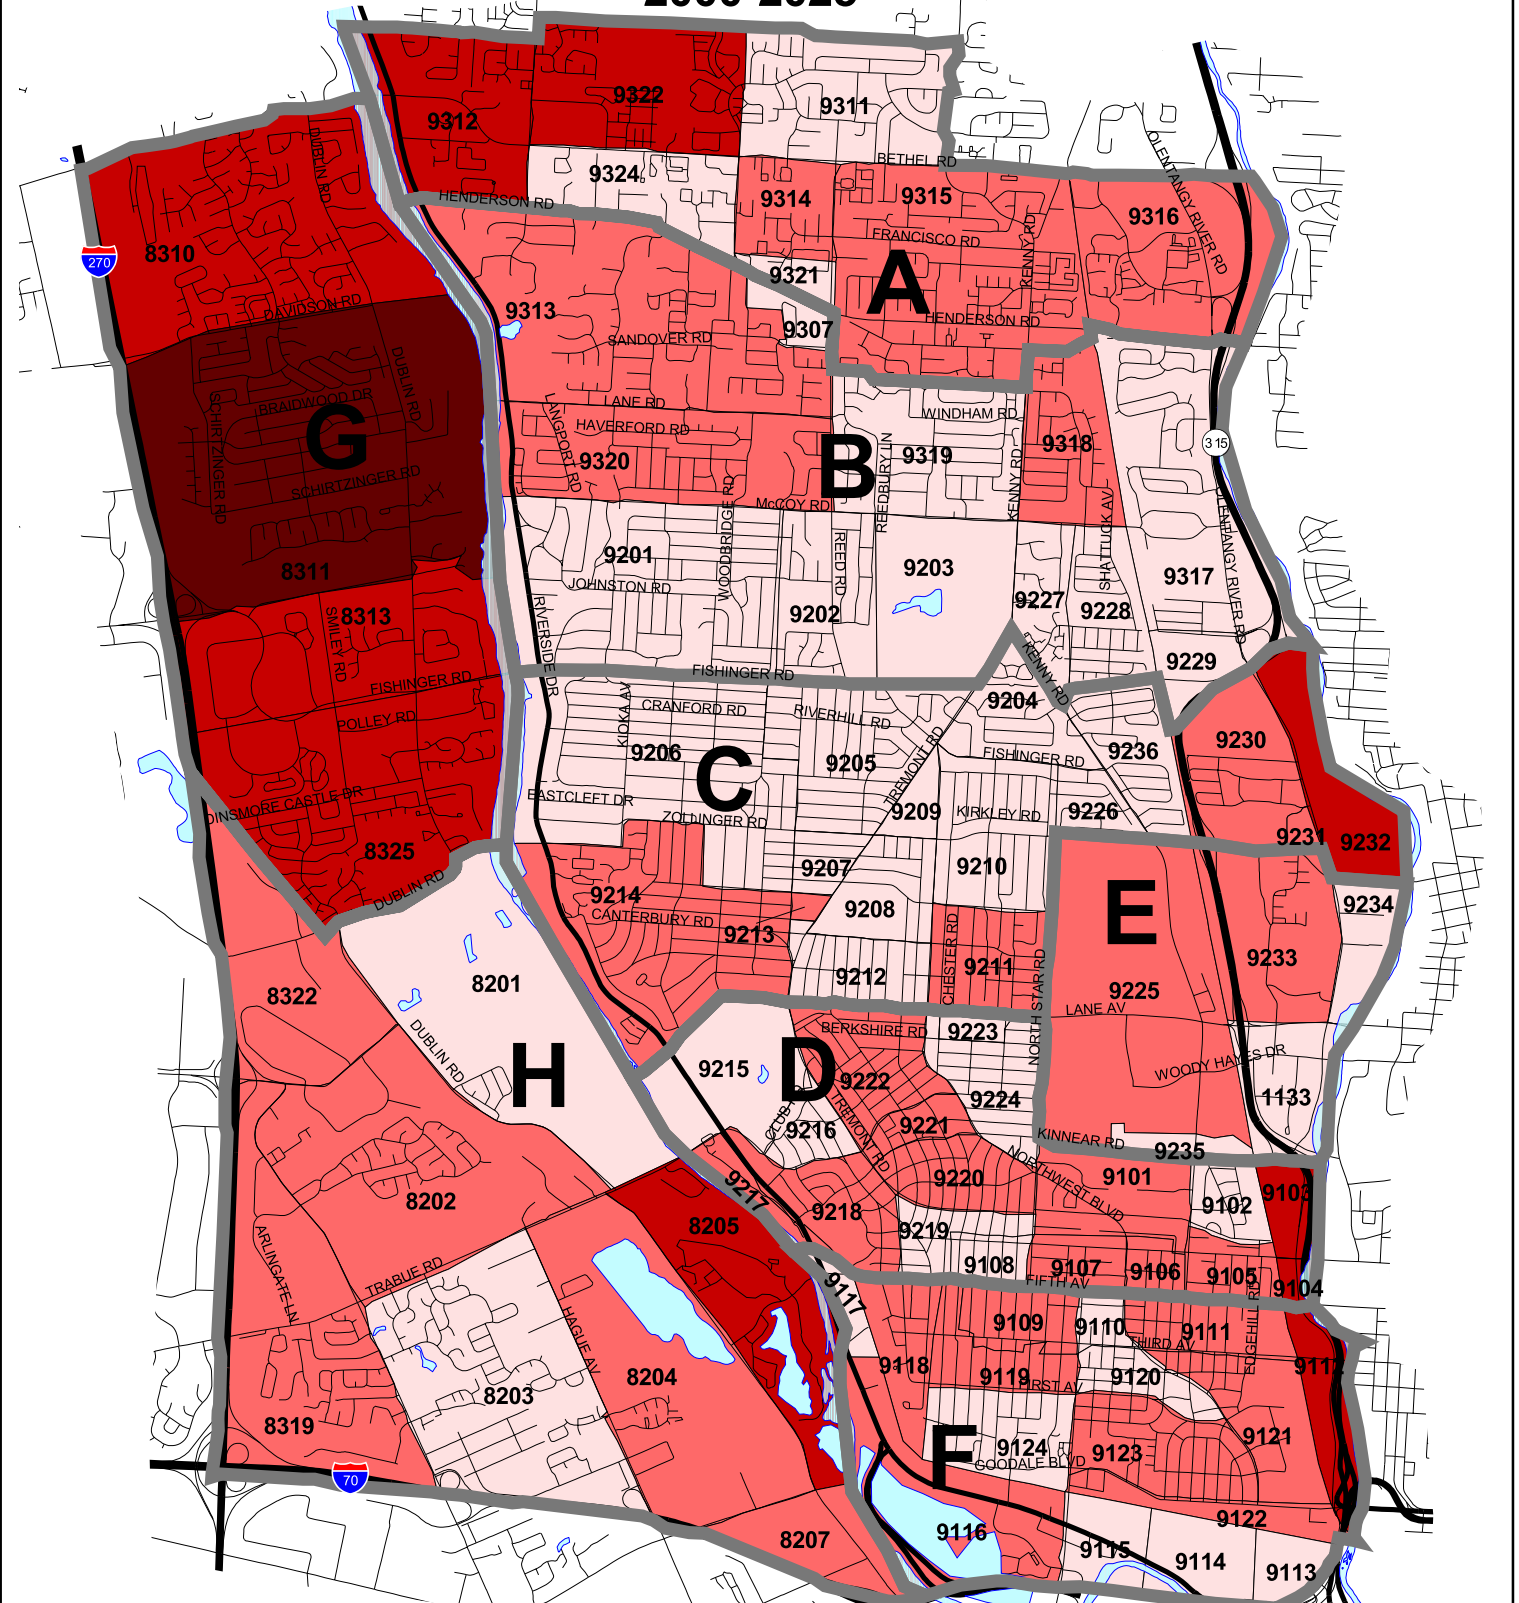 9322
9312
9311
9324
BETHEL RD
DUBLIN RD
HENDERSON RD
9314
9315
9316
OLENTANGY RIVER RD
FRANCISCO RD
KENNY RD
8310
270
9321
A
DAVIDSON RD
9313
9307
HENDERSON RD
SANDOVER RD
DUBLIN RD
BRAIDWOOD DR
LANE RD
WINDHAM RD
SCHIRTZINGER RD
G
LANGPORT RD
HAVERFORD RD
B
REEDBURY LN
9319
9318
315
9320
KENNY RD
SCHIRTZINGER RD
WOODBRIDGE RD
McCOY RD
SHATTUCK AV
OLENTANGY RIVER RD
9201
REED RD
9203
8311
JOHNSTON RD
9317
9227
9228
8313
SMILEY RD
RIVERSIDE DR
9202
9229
FISHINGER RD
FISHINGER RD
KENNY RD
POLLEY RD
KIOKA AV
CRANFORD RD
RIVERHILL RD
9204
9206
C
9205
TREMONT RD
FISHINGER RD
9236
9230
DINSMORE CASTLE DR
EASTCLEFT DR
ZOLLINGER RD
9209
KIRKLEY RD
9226
9231
9232
8325
9207
9210
DUBLIN RD
9214
CANTERBURY RD
9213
9208
E
9234
8201
9212
CHESTER RD
9211
NORTH STAR RD
9225
9233
8322
LANE AV
DUBLIN RD
H
9215
D
BERKSHIRE RD
9223
WOODY HAYES DR
9222
9224
1133
9216
TREMONT RD
9221
KINNEAR RD
9235
9217
9220
NORTHWEST BLVD
9101
9102
9103
8202
8205
9218
9219
ARLINGATE LN
TRABUE RD
9108
9107
9106
9105
9104
FIFTH AV
9117
EDGEHILL RD
HAGUE AV
9109
9110
9111
THIRD AV
9118
9119
FIRST AV
9120
8204
8203
8319
F
9124
GOODALE BLVD
9123
9121
70
9122
8207
9116
9115
9114
9113